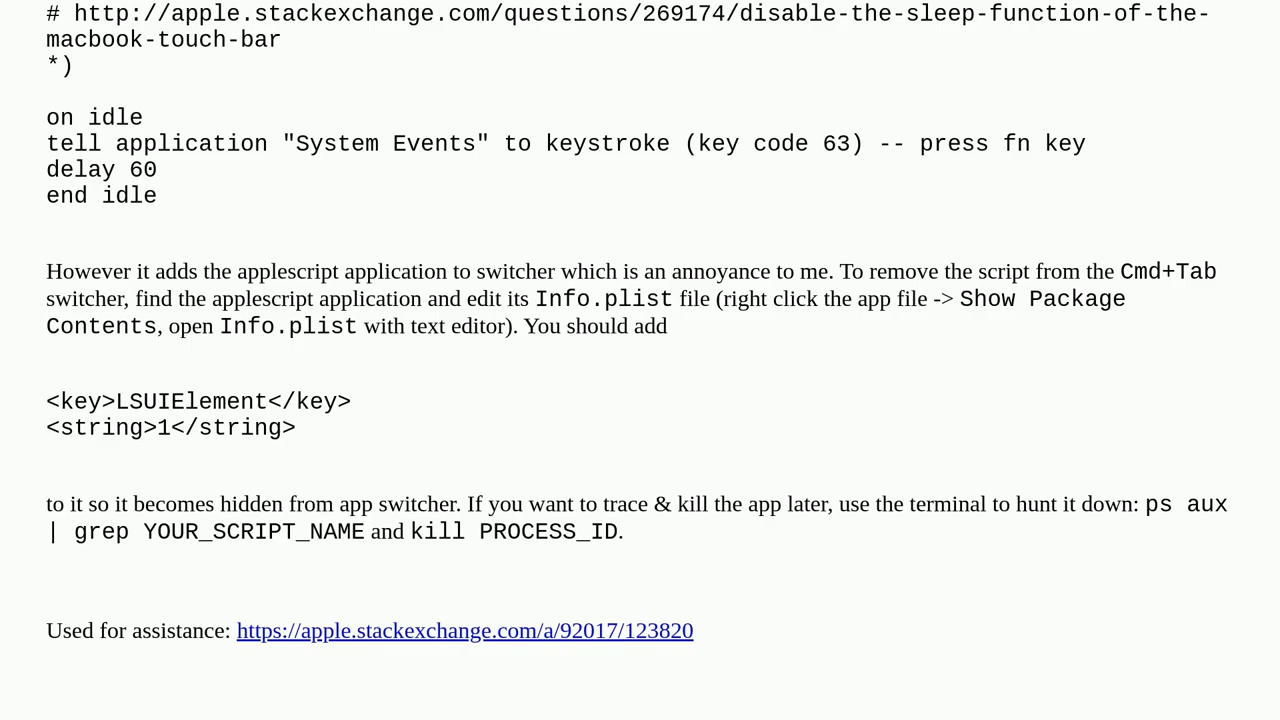 # http://apple.stackexchange.com/questions/269174/disable-the-sleep-function-of-the-
macbook-touch-bar
*)
on idle
tell application "System Events" to keystroke (key code 63) -- press fn key
delay 60
end idle
However it adds the applescript application to switcher which is an annoyance to me. To remove the script from the Cmd+Tab
switcher, find the applescript application and edit its Info.plist file (right click the app file -> Show Package
Contents, open Info.plist with text editor). You should add
<key>LSUIElement</key>
<string>1</string>
to it so it becomes hidden from app switcher. If you want to trace & kill the app later, use the terminal to hunt it down: ps aux
| grep YOUR_SCRIPT_NAME and kill PROCESS_ID.
Used for assistance: https://apple.stackexchange.com/a/92017/123820